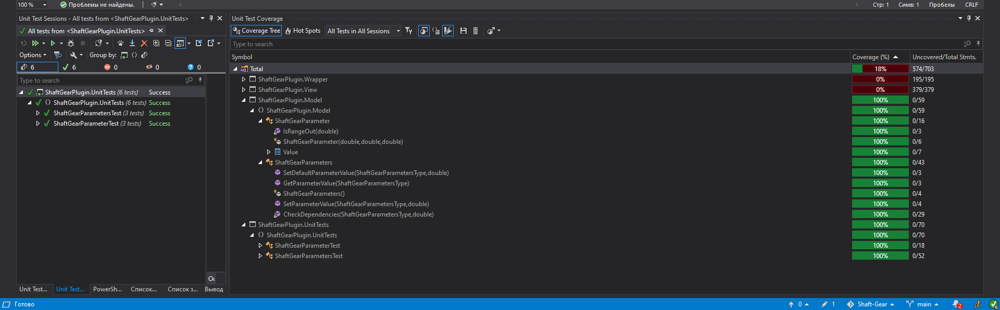 100 %
Проблемы не найдены.
Стр: 1 Симв: 1 Пробелы CRLF
Unit Test Sessions - All tests from <ShaftGearPlugin.UnitTests>
All tests from <ShaftGearPlugin.UnitTests>
Options Group by:
6 6 0 0 0
Type to search
ShaftGearPlugin.UnitTests (6 tests) Success
ShaftGearPlugin.UnitTests (6 tests) Success
ShaftGearParametersTest (3 tests) Success
ShaftGearParameterTest (3 tests) Success
Unit Test Coverage
Coverage Tree Hot Spots All Tests in All Sessions
Type to search
Symbol Coverage (%) Uncovered/Total Stmts.
Total 18% 574/703
ShaftGearPlugin.Wrapper 0% 195/195
ShaftGearPlugin.View 0% 379/379
ShaftGearPlugin.Model 100% 0/59
ShaftGearPlugin.Model 100% 0/59
ShaftGearParameter 100% 0/16
IsRangeOut(double) 100% 0/3
ShaftGearParameter(double,double,double) 100% 0/6
Value 100% 0/7
ShaftGearParameters 100% 0/43
SetDefaultParameterValue(ShaftGearParametersType,double) 100% 0/3
GetParameterValue(ShaftGearParametersType) 100% 0/3
ShaftGearParameters() 100% 0/4
SetParameterValue(ShaftGearParametersType,double) 100% 0/4
CheckDependencies(ShaftGearParametersType,double) 100% 0/29
ShaftGearPlugin.UnitTests 100% 0/70
ShaftGearPlugin.UnitTests 100% 0/70
ShaftGearParameterTest 100% 0/18
ShaftGearParametersTest 100% 0/52
Unit Test... Unit Test... PowerSh... Список... Список з... Вывод
Готово 0 1 Shaft-Gear main 2